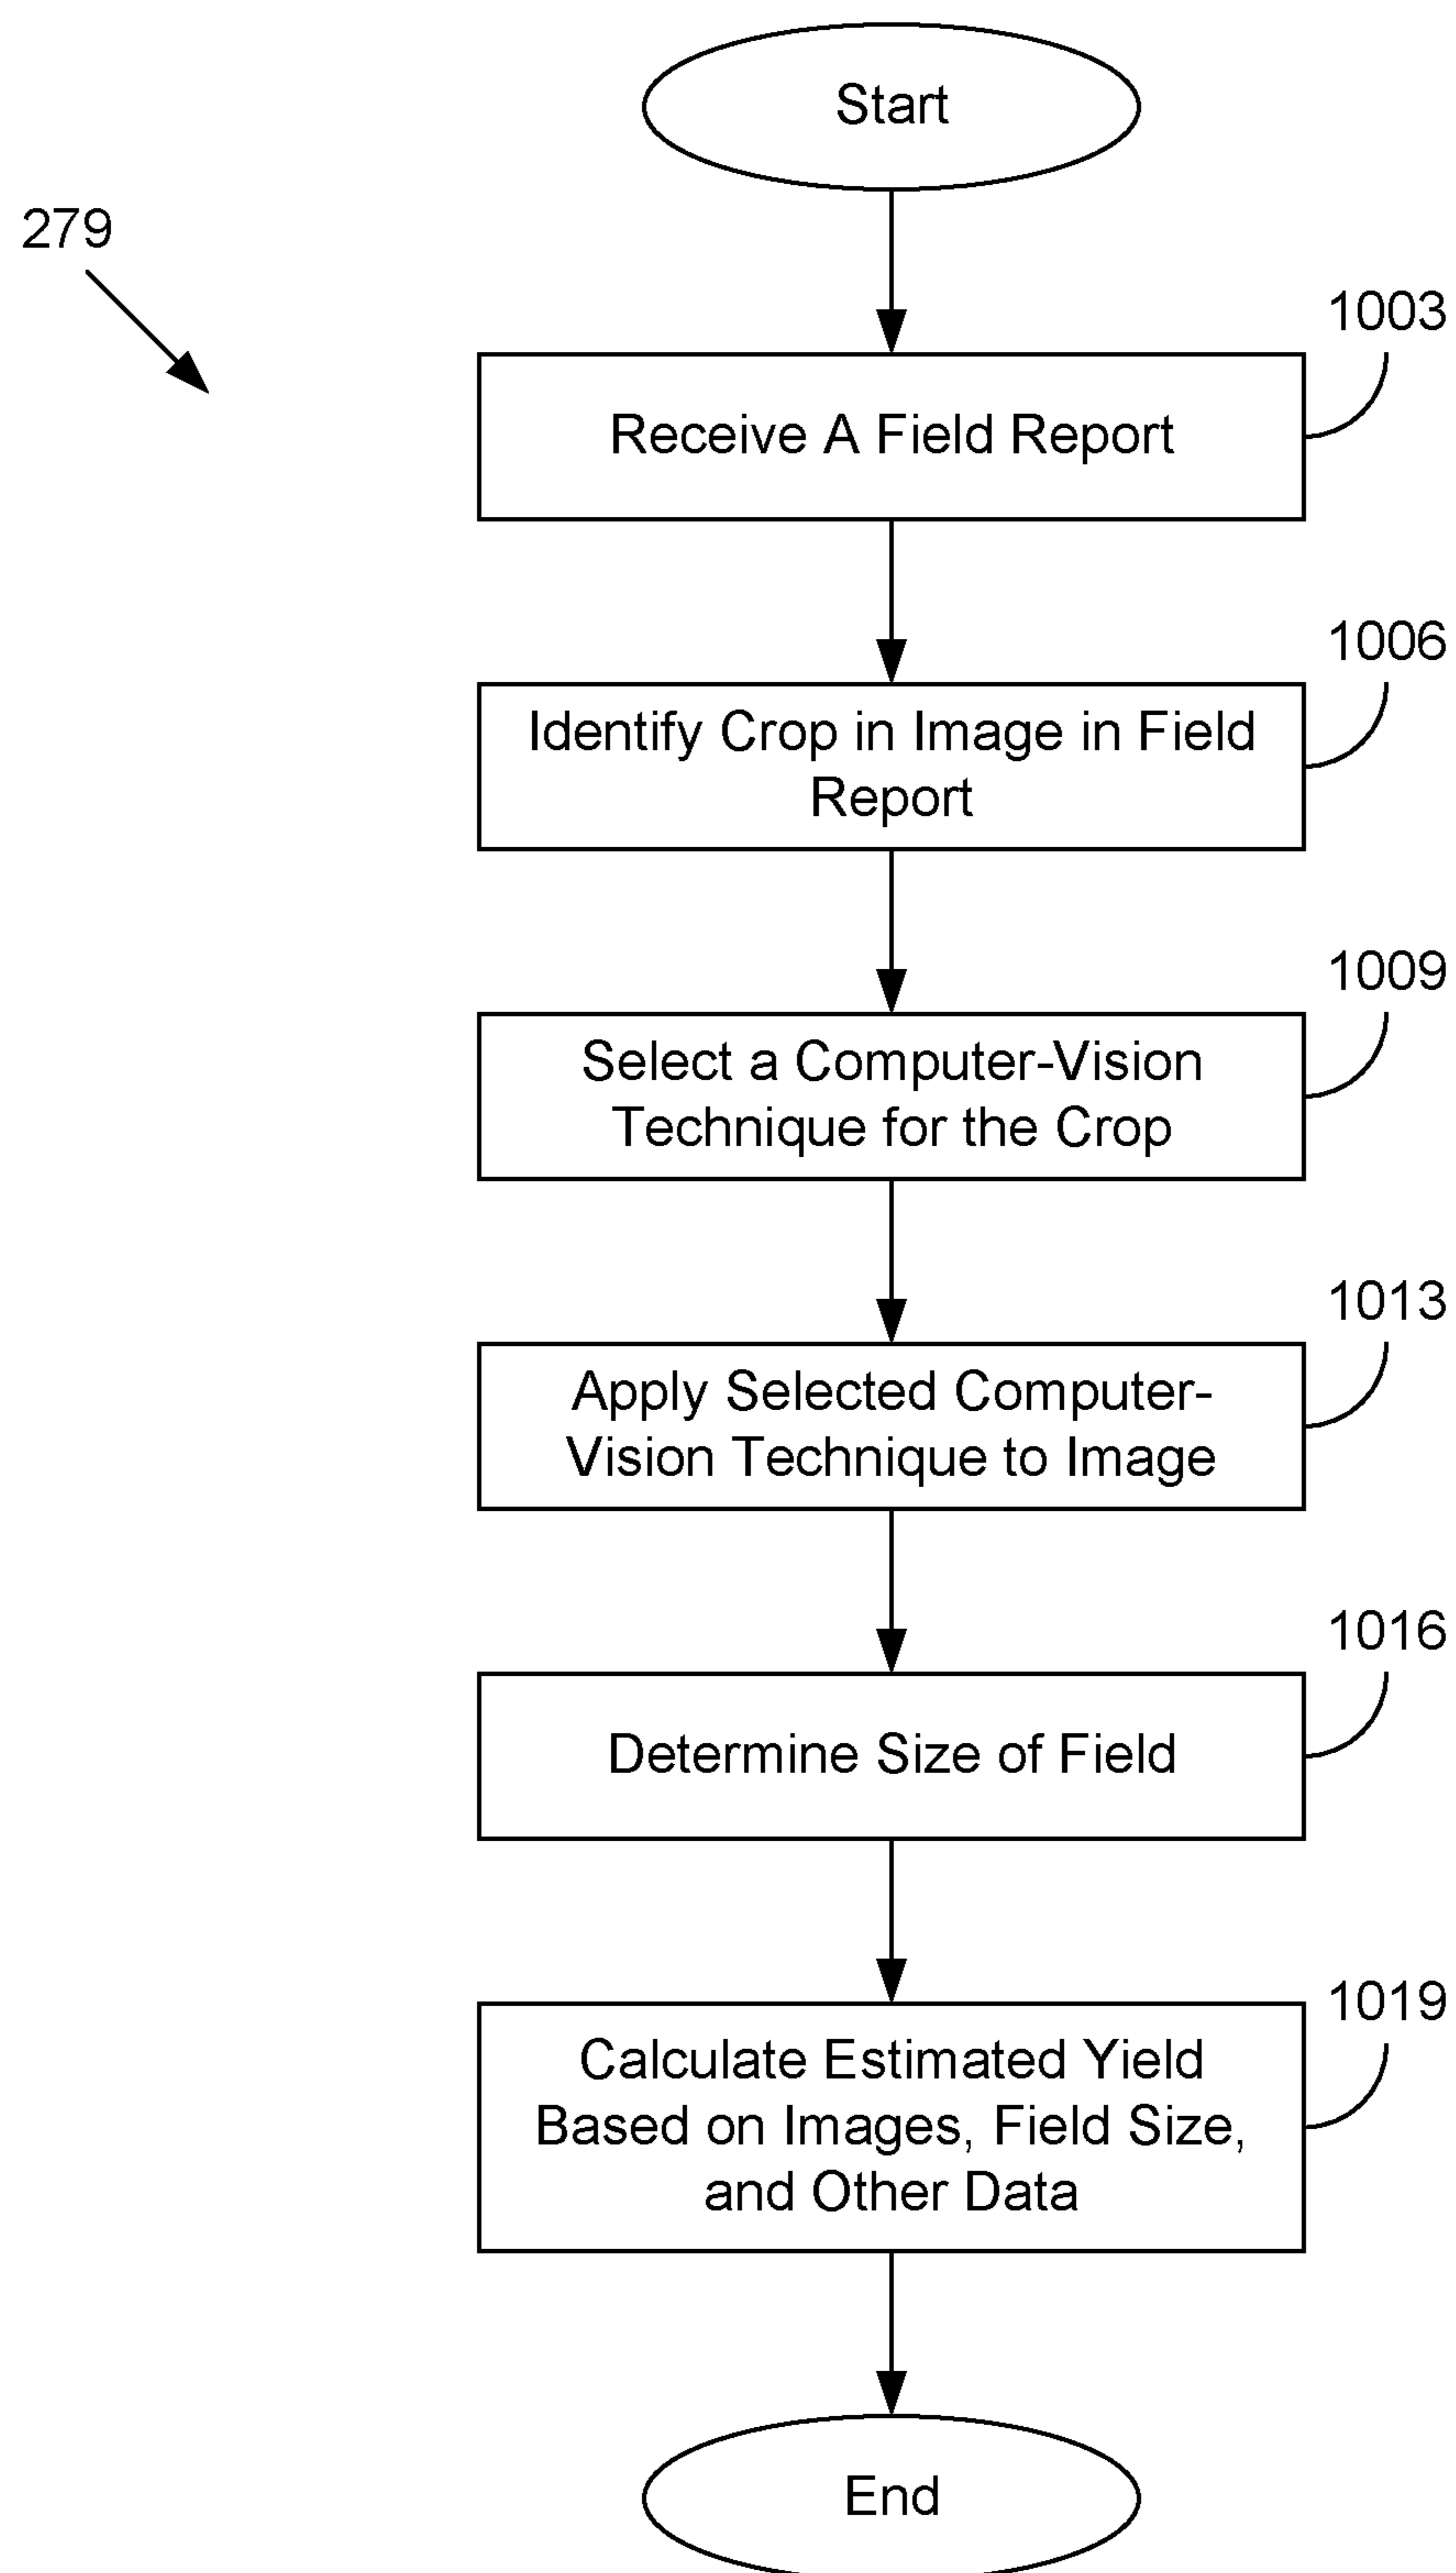 Start
279
1003
Receive A Field Report
1006
Identify Crop in Image in Field
Report
1009
Select a Computer-Vision
Technique for the Crop
1013
Apply Selected Computer-
Vision Technique to Image
1016
Determine Size of Field
1019
Calculate Estimated Yield
Based on Images, Field Size,
and Other Data
End